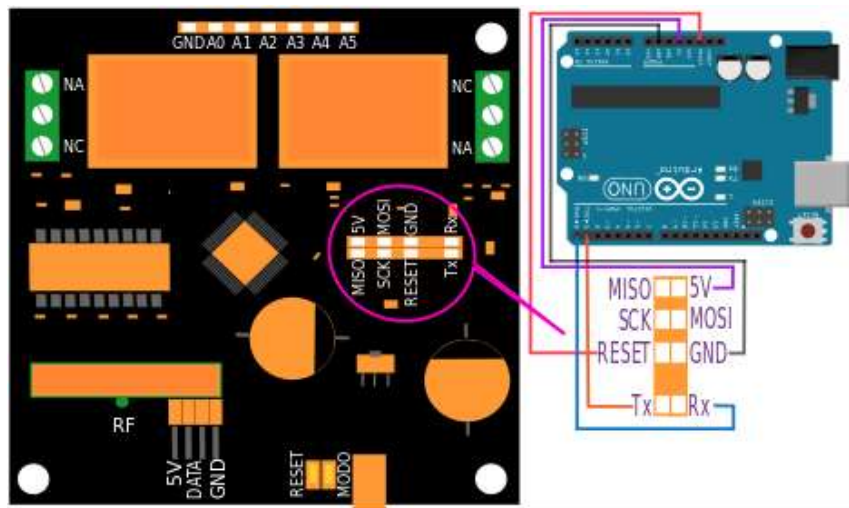 GND A0 A1 A2 A3 A4 A5
NA
NC
NC
NA
5V
MOSI
GND
Rx
MISO
SCK
RESET
Tx
RF
5V
DATA
GND
RESET
MODO
UNO
Arduino
MISO 5V
SCK MOSI
RESET GND
Tx Rx